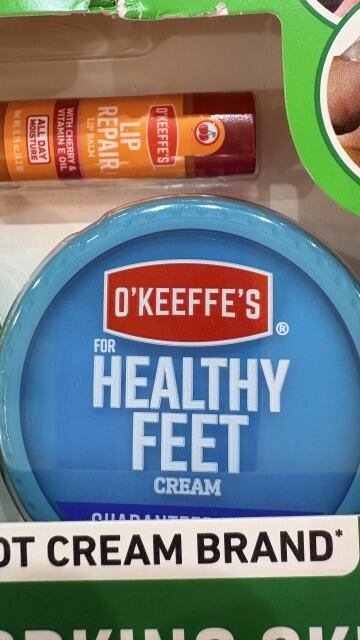 O'KEEFFE'S
LIP
REPAIR
LIP BALM
WITH CHERRY &
VITAMIN E OIL
ALL DAY
MOISTURE
O'KEEFFE'S®
FOR
HEALTHY
FEET
CREAM
GUARANTEED
OT CREAM BRAND*